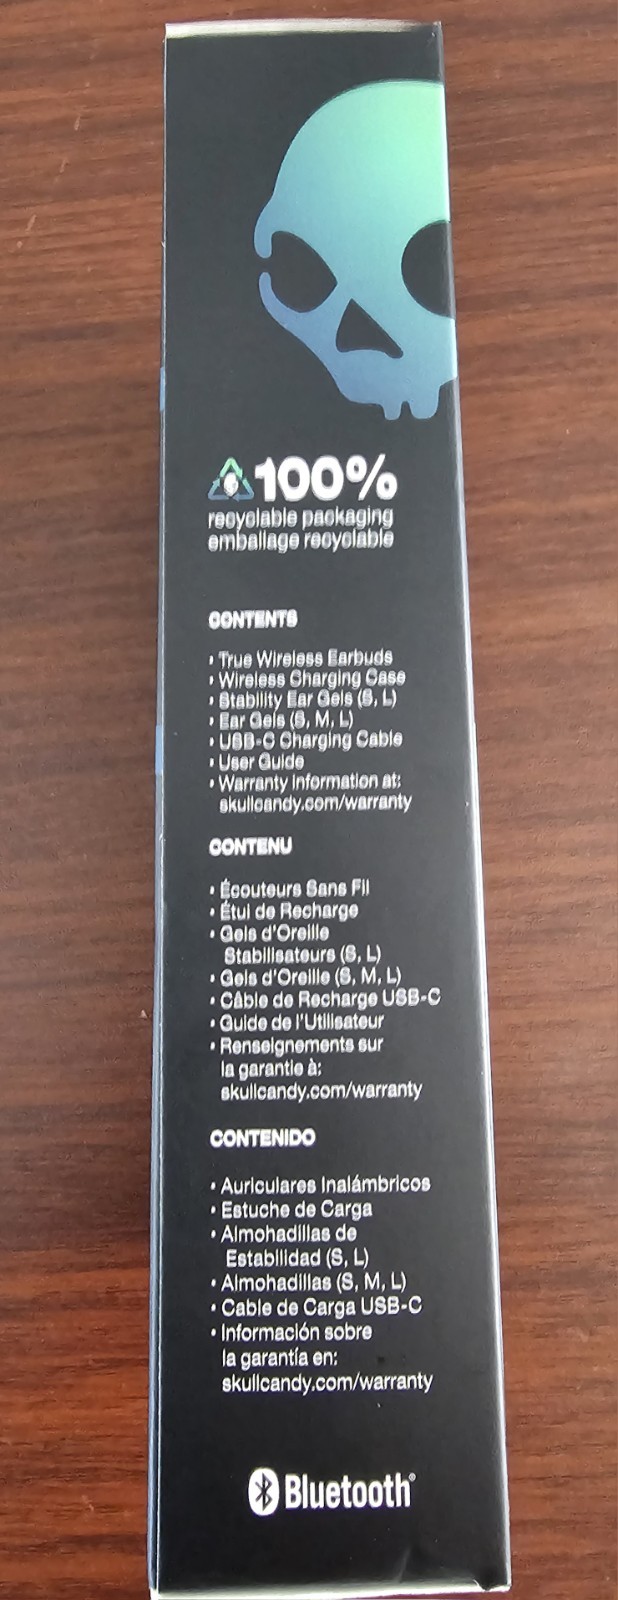 100%
recyclable packaging
emballage recyclable
CONTENTS
• True Wireless Earbuds
• Wireless Charging Case
• Stability Ear Gels (S, L)
• Ear Gels (S, M, L)
• USB-C Charging Cable
• User Guide
• Warranty information at:
skullcandy.com/warranty
CONTENU
• Écouteurs Sans Fil
• Étui de Recharge
• Gels d'Oreille
Stabilisateurs (S, L)
• Gels d'Oreille (S, M, L)
• Câble de Recharge USB-C
• Guide de l'Utilisateur
• Renseignements sur
la garantie à:
skullcandy.com/warranty
CONTENIDO
• Auriculares Inalámbricos
• Estuche de Carga
• Almohadillas de
Estabilidad (S, L)
• Almohadillas (S, M, L)
• Cable de Carga USB-C
• Información sobre
la garantía en:
skullcandy.com/warranty
Bluetooth®